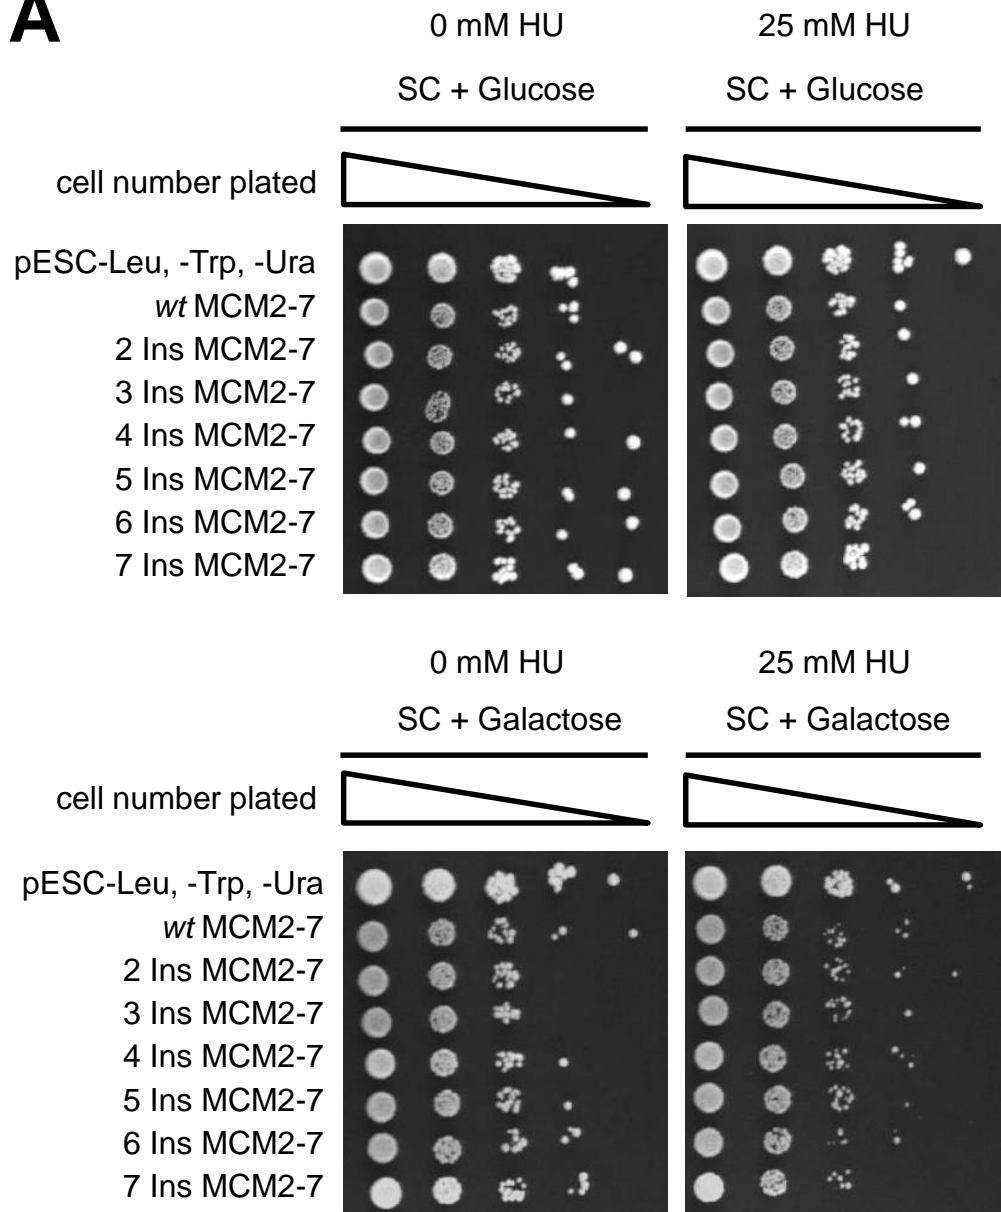 A
0 mM HU
25 mM HU
SC + Glucose
SC + Glucose
cell number plated
pESC-Leu, -Trp, -Ura
wt MCM2-7
2 Ins MCM2-7
3 Ins MCM2-7
4 Ins MCM2-7
5 Ins MCM2-7
6 Ins MCM2-7
7 Ins MCM2-7
0 mM HU
25 mM HU
SC + Galactose
SC + Galactose
cell number plated
pESC-Leu, -Trp, -Ura
wt MCM2-7
2 Ins MCM2-7
3 Ins MCM2-7
4 Ins MCM2-7
5 Ins MCM2-7
6 Ins MCM2-7
7 Ins MCM2-7